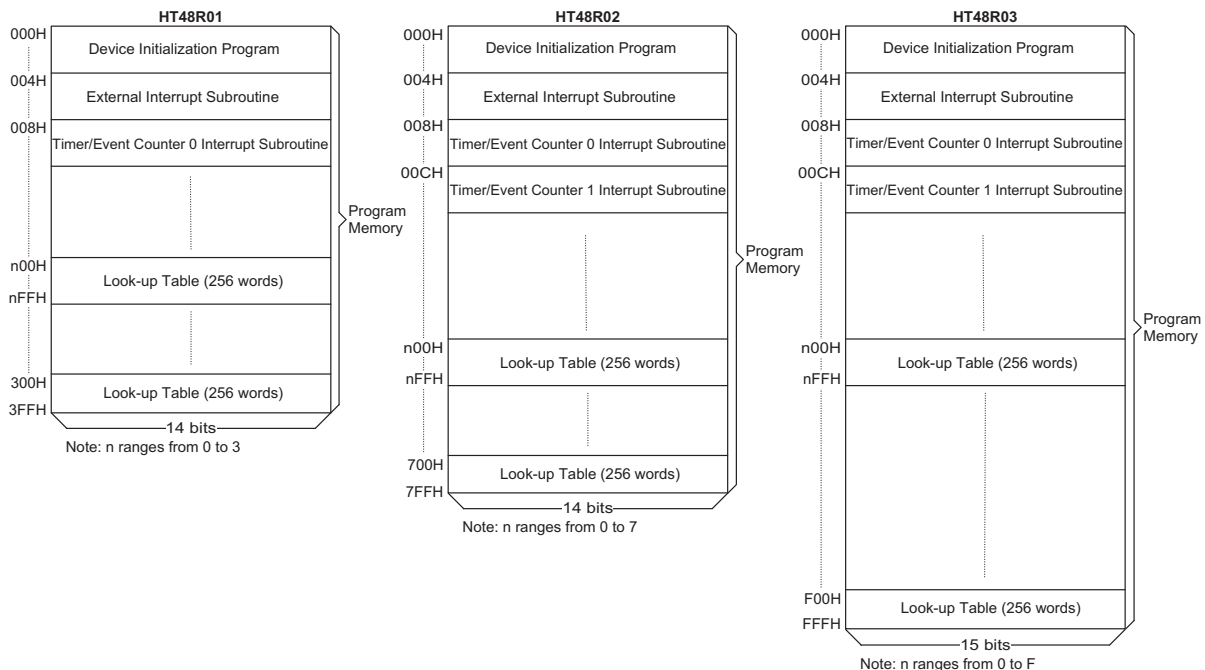 HT48R01
000H
Device Initialization Program
004H
External Interrupt Subroutine
008H
Timer/Event Counter 0 Interrupt Subroutine
Program
Memory
n00H
Look-up Table (256 words)
nFFH
300H
Look-up Table (256 words)
3FFH
14 bits
Note: n ranges from 0 to 3
HT48R02
000H
Device Initialization Program
004H
External Interrupt Subroutine
008H
Timer/Event Counter 0 Interrupt Subroutine
00CH
Timer/Event Counter 1 Interrupt Subroutine
Program
Memory
n00H
Look-up Table (256 words)
nFFH
700H
Look-up Table (256 words)
7FFH
14 bits
Note: n ranges from 0 to 7
HT48R03
000H
Device Initialization Program
004H
External Interrupt Subroutine
008H
Timer/Event Counter 0 Interrupt Subroutine
00CH
Timer/Event Counter 1 Interrupt Subroutine
Program
Memory
n00H
Look-up Table (256 words)
nFFH
F00H
Look-up Table (256 words)
FFFH
15 bits
Note: n ranges from 0 to F